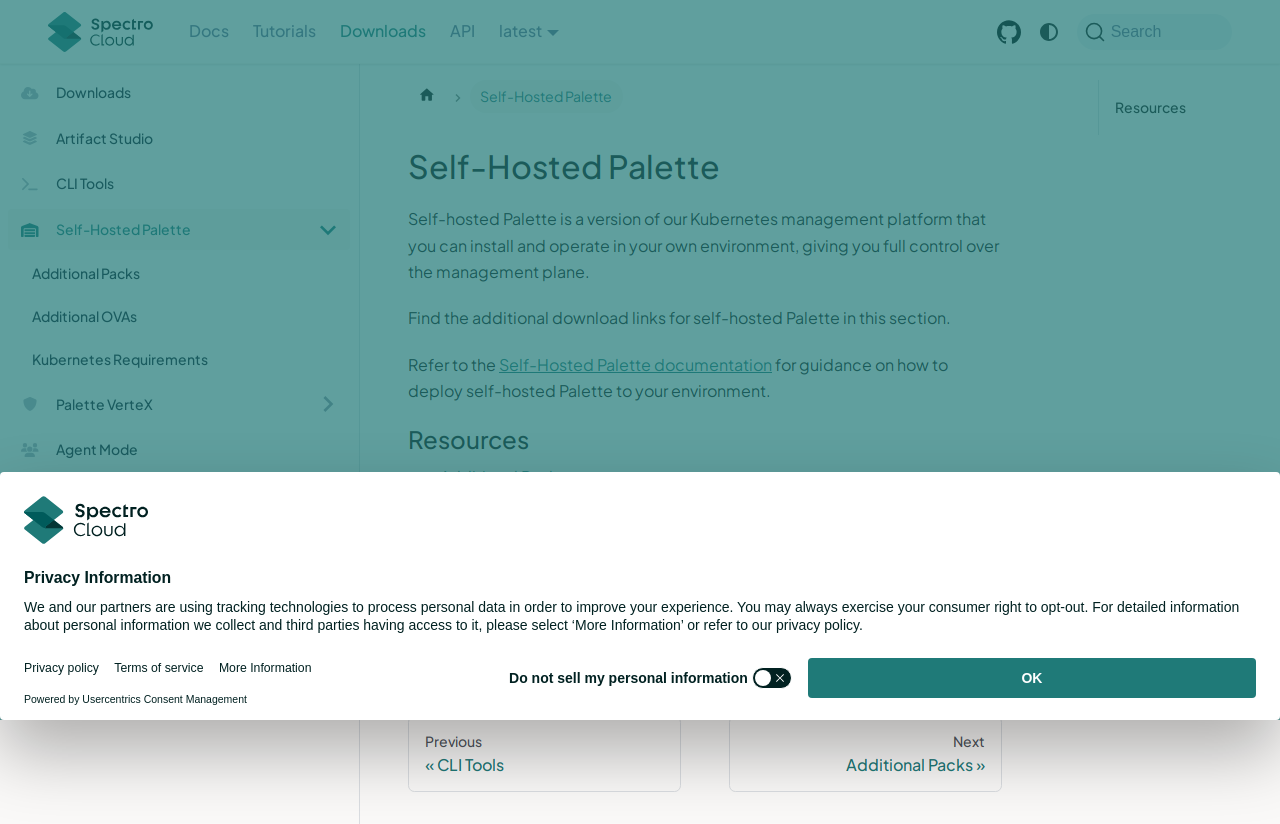 Spectro
Cloud
Docs
Tutorials
Downloads
API
latest
Search
Downloads
Artifact Studio
CLI Tools
Self-Hosted Palette
Additional Packs
Additional OVAs
Kubernetes Requirements
Palette VerteX
Agent Mode
Self-Hosted Palette
Self-Hosted Palette
Self-hosted Palette is a version of our Kubernetes management platform that
you can install and operate in your own environment, giving you full control over
the management plane.
Find the additional download links for self-hosted Palette in this section.
Refer to the Self-Hosted Palette documentation for guidance on how to
deploy self-hosted Palette to your environment.
Resources
Resources
Spectro
Cloud
Privacy Information
We and our partners are using tracking technologies to process personal data in order to improve your experience. You may always exercise your consumer right to opt-out. For detailed information
about personal information we collect and third parties having access to it, please select ‘More Information’ or refer to our privacy policy.
Privacy policy
Terms of service
More Information
Powered by Usercentrics Consent Management
Do not sell my personal information
OK
Previous
« CLI Tools
Next
Additional Packs »